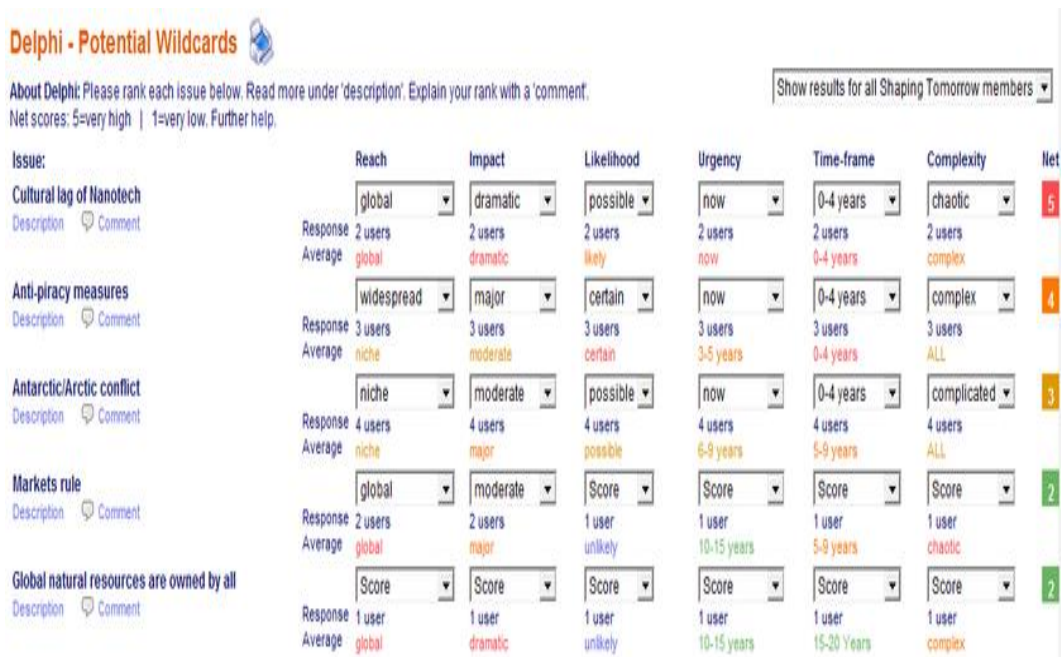 Delphi - Potential Wildcards
About Delphi: Please rank each issue below. Read more under 'description'. Explain your rank with a 'comment'.
Show results for all Shaping Tomorrow members
Net scores: 5=very high | 1=very low. Further help.
Issue: Reach Impact Likelihood Urgency Time-frame Complexity Net
Cultural lag of Nanotech global dramatic possible now 0-4 years chaotic 5
Description Comment
Response 2 users 2 users 2 users 2 users 2 users 2 users
Average global dramatic likely now 0-4 years complex
Anti-piracy measures widespread major certain now 0-4 years complex 4
Description Comment
Response 3 users 3 users 3 users 3 users 3 users 3 users
Average niche moderate certain 3-5 years 0-4 years ALL
Antarctic/Arctic conflict niche moderate possible now 0-4 years complicated 3
Description Comment
Response 4 users 4 users 4 users 4 users 4 users 4 users
Average niche major possible 6-9 years 5-9 years ALL
Markets rule global moderate Score Score Score Score 2
Description Comment
Response 2 users 2 users 1 user 1 user 1 user 1 user
Average global major unlikely 10-15 years 5-9 years chaotic
Global natural resources are owned by all Score Score Score Score Score Score 2
Description Comment
Response 1 user 1 user 1 user 1 user 1 user 1 user
Average global dramatic unlikely 10-15 years 15-20 Years complex